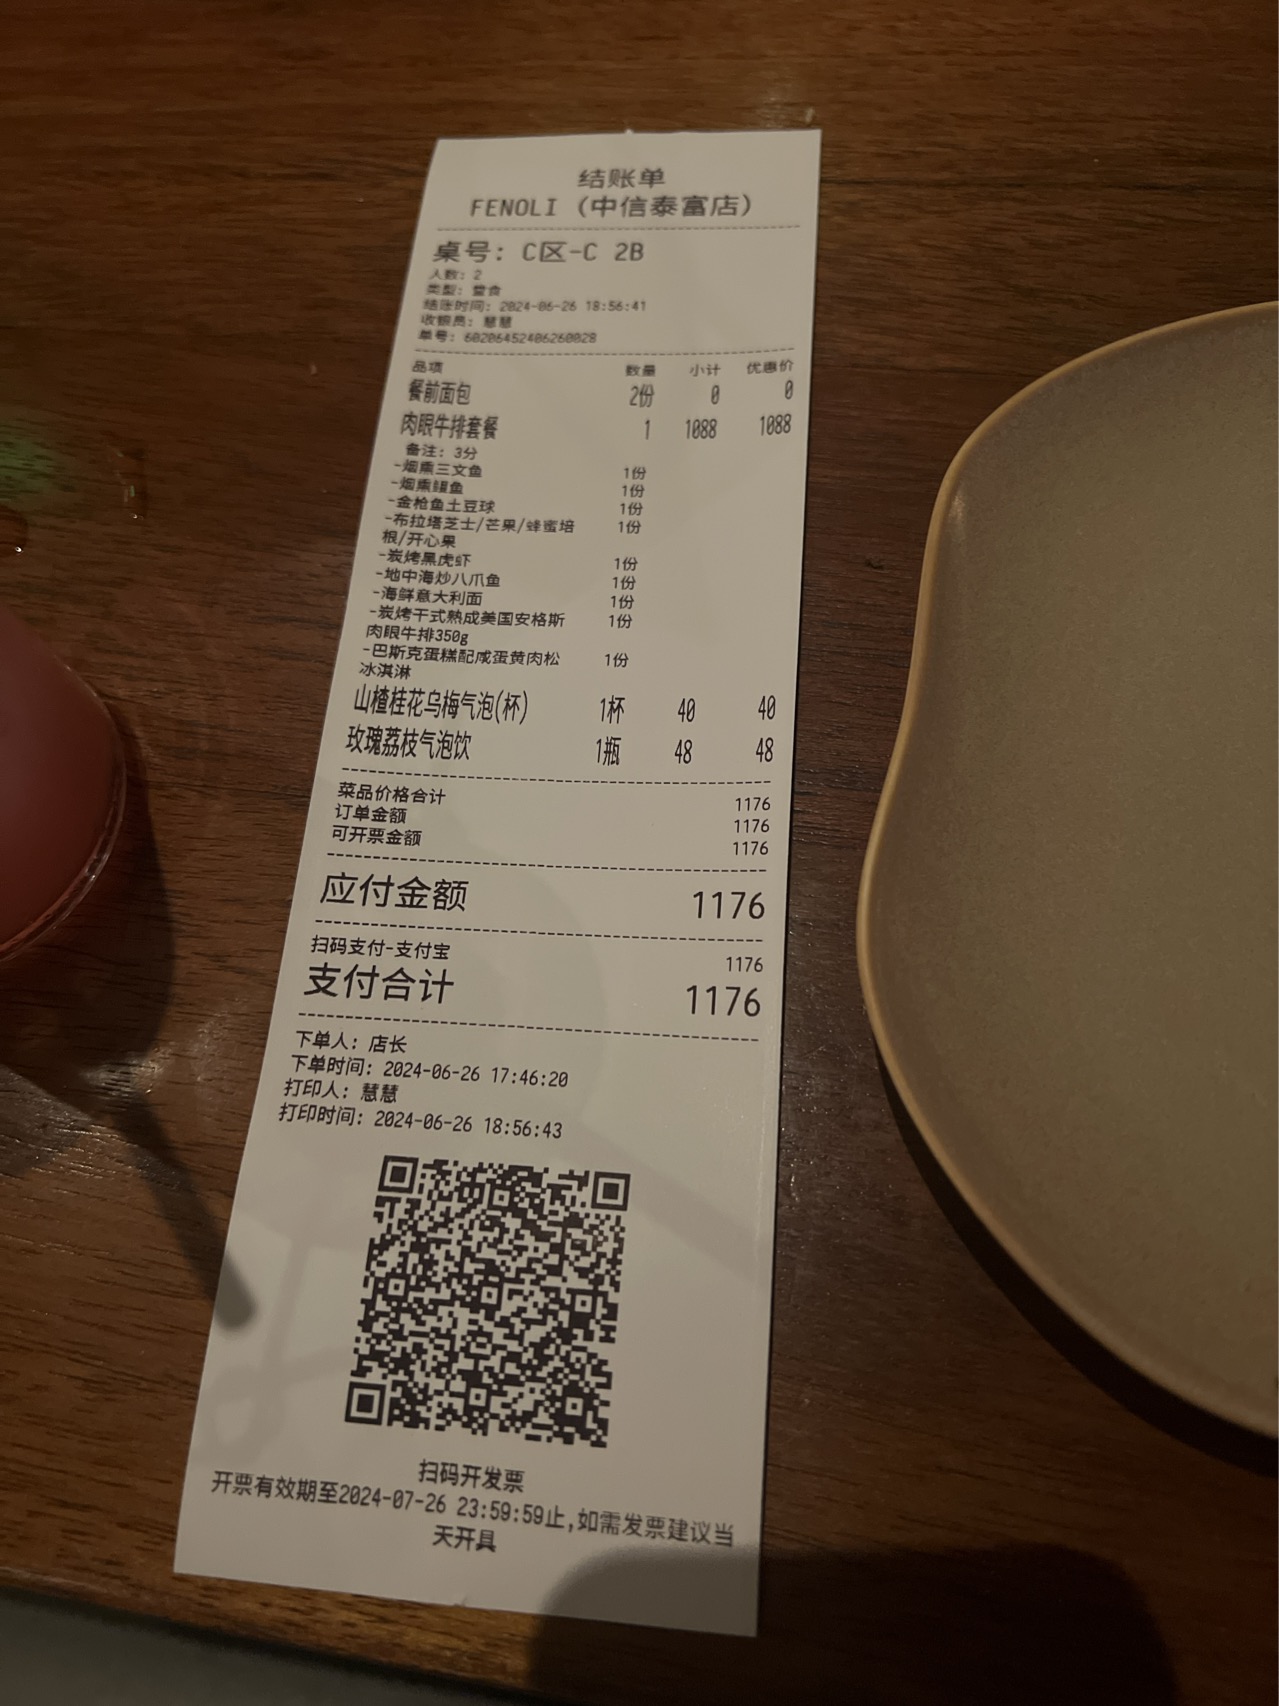 结账单
FENOLI (中信泰富店)
桌号: C区-C 2B
人数: 2
类型: 堂食
结账时间: 2024-06-26 18:56:41
收银员: 慧慧
单号: 60206452406260028
品项 数量 小计 优惠价
餐前面包 2份 0 0
肉眼牛排套餐 1 1088 1088
备注: 3分
-烟熏三文鱼 1份
-烟熏鳗鱼 1份
-金枪鱼土豆球 1份
-布拉塔芝士/芒果/蜂蜜培 1份
根/开心果
-炭烤黑虎虾 1份
-地中海炒八爪鱼 1份
-海鲜意大利面 1份
-炭烤干式熟成美国安格斯 1份
肉眼牛排350g
-巴斯克蛋糕配咸蛋黄肉松 1份
冰淇淋
山楂桂花乌梅气泡(杯) 1杯 40 40
玫瑰荔枝气泡饮 1瓶 48 48
菜品价格合计 1176
订单金额 1176
可开票金额 1176
应付金额 1176
扫码支付-支付宝 1176
支付合计 1176
下单人: 店长
下单时间: 2024-06-26 17:46:20
打印人: 慧慧
打印时间: 2024-06-26 18:56:43
扫码开发票
开票有效期至2024-07-26 23:59:59止,如需发票建议当
天开具